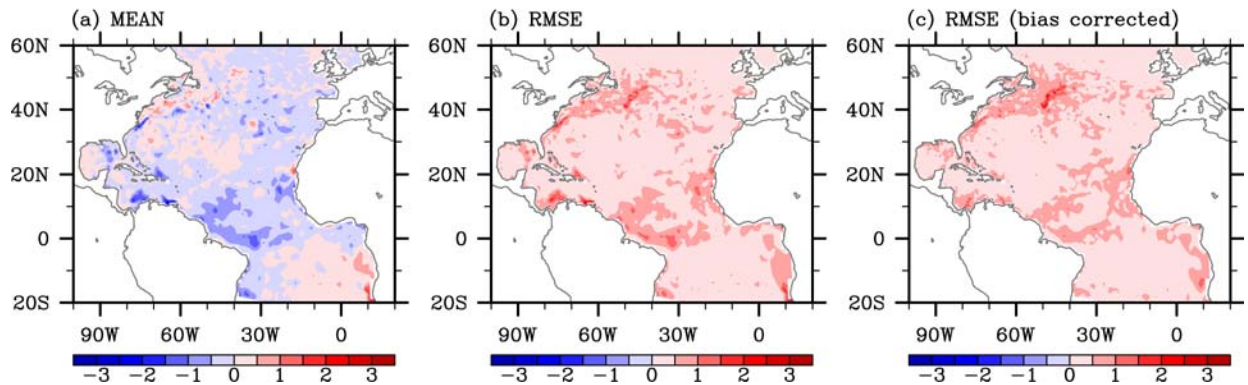 (a) MEAN (b) RMSE (c) RMSE (bias corrected)
60N 60N 60N
40N 40N 40N
20N 20N 20N
0 0 0
20S 20S 20S
90W 60W 30W 0 90W 60W 30W 0 90W 60W 30W 0
-3 -2 -1 0 1 2 3 -3 -2 -1 0 1 2 3 -3 -2 -1 0 1 2 3